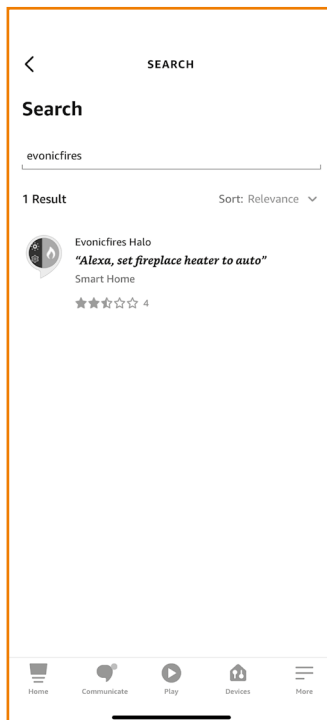 SEARCH
Search
evonicfires
1 Result
Sort: Relevance
Evonicfires Halo
“Alexa, set fireplace heater to auto”
Smart Home
4
Home
Communicate
Play
Devices
More